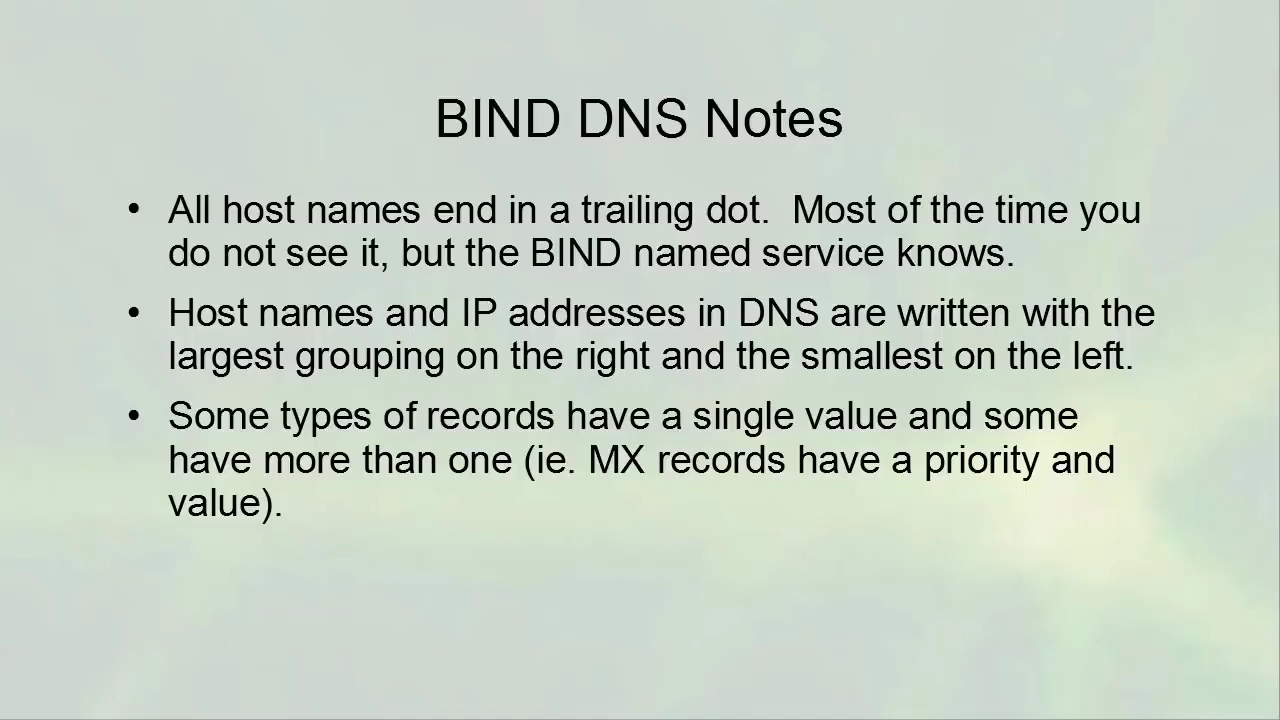 BIND DNS Notes
• All host names end in a trailing dot.  Most of the time you
do not see it, but the BIND named service knows.
• Host names and IP addresses in DNS are written with the
largest grouping on the right and the smallest on the left.
• Some types of records have a single value and some
have more than one (ie. MX records have a priority and
value).